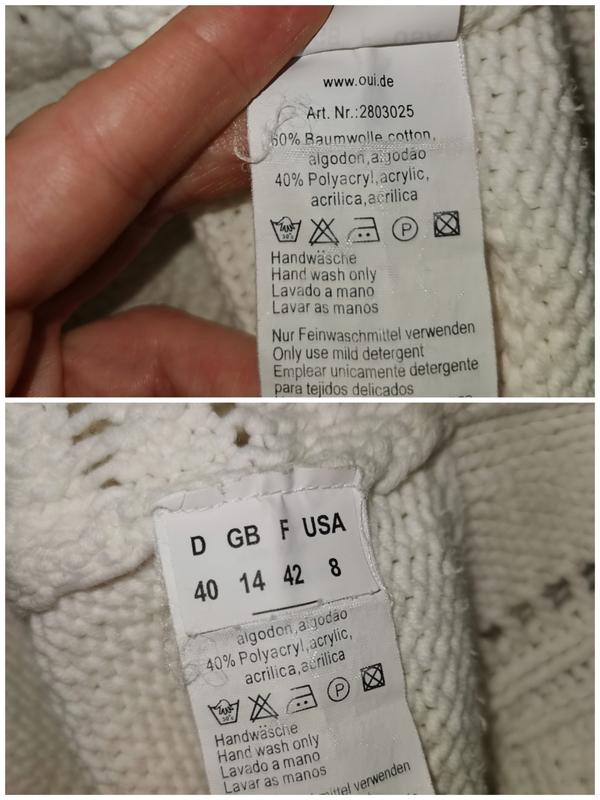 www.oui.de
Art. Nr.:2803025
60% Baumwolle cotton,
algodon,algodão
40% Polyacryl,acrylic,
acrilica,acrilica
30°c
P
Handwäsche
Hand wash only
Lavado a mano
Lavar as manos
Nur Feinwaschmittel verwenden
Only use mild detergent
Emplear unicamente detergente
para tejidos delicados
D GB F USA
40 14 42 8
algodon,algodão
40% Polyacryl,acrylic,
acrilica,acrilica
30°c
P
Handwäsche
Hand wash only
Lavado a mano
Lavar as manos
verwenden